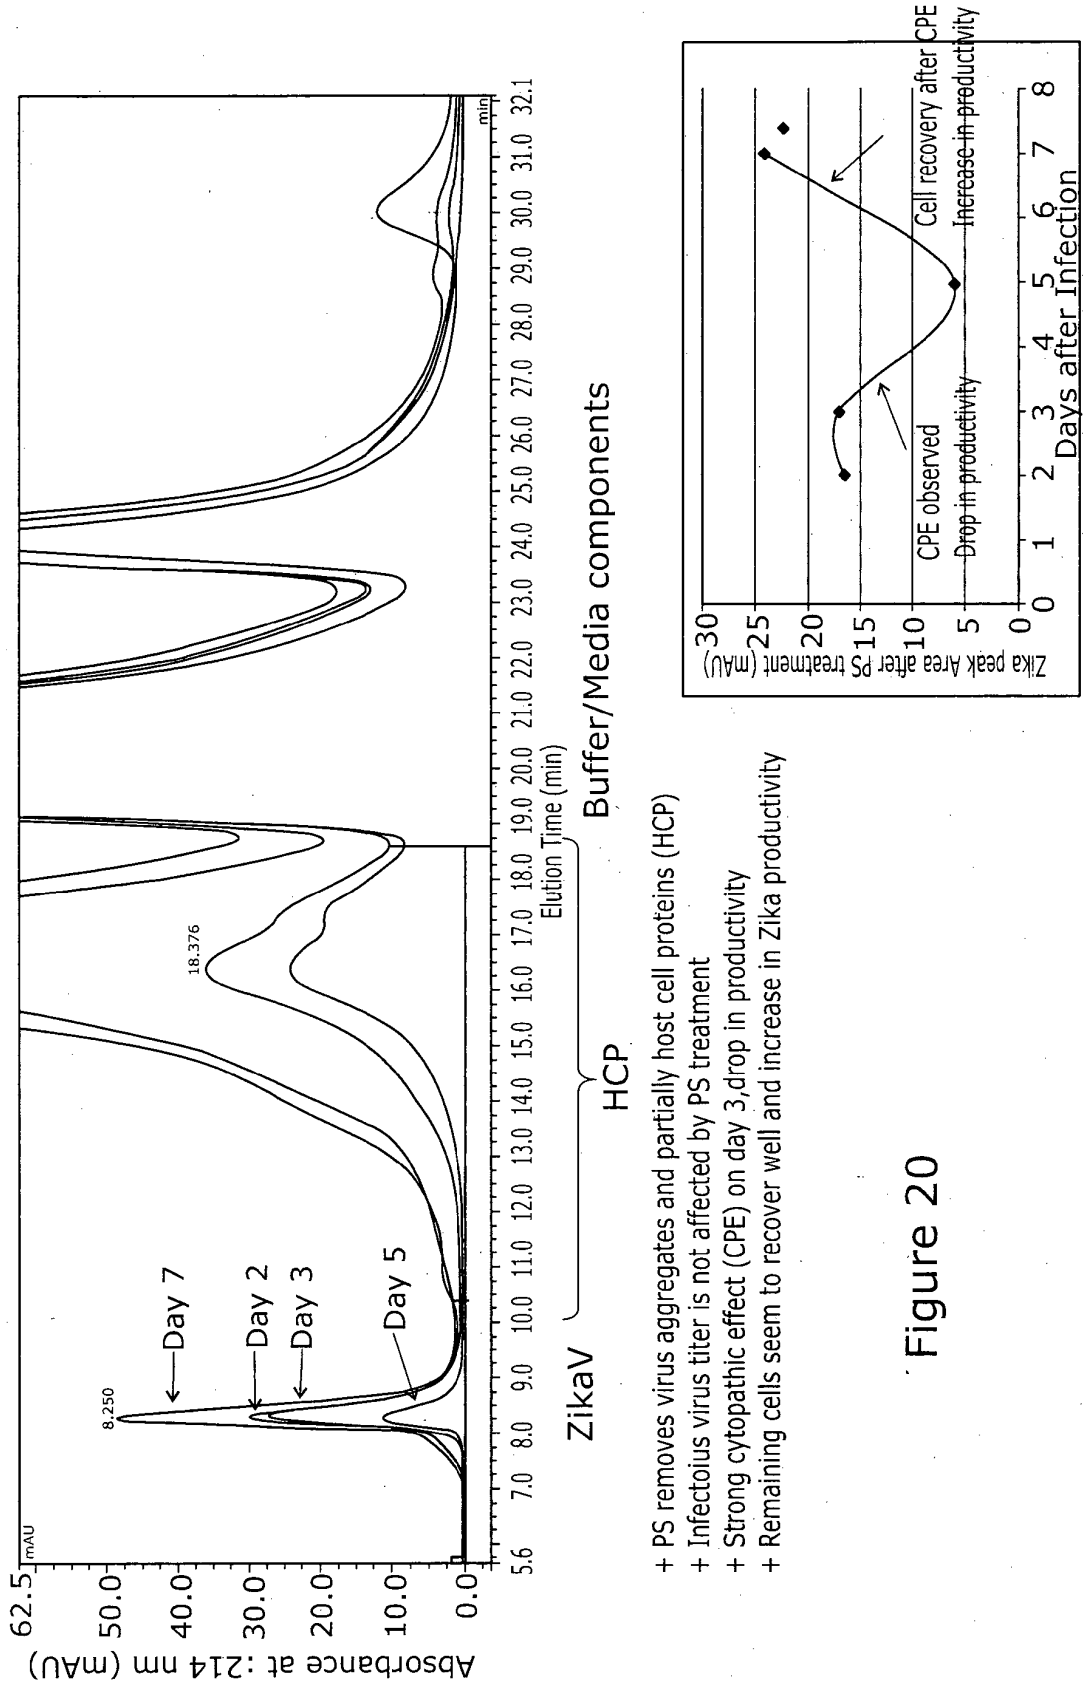 Absorbance at : 214 nm (mAU)
62.5
50.0
40.0
30.0
20.0
10.0
0.0
mAU
8.250
Day 7
Day 2
Day 3
Day 5
18.376
min
5.6 7.0 8.0 9.0 10.0 11.0 12.0 13.0 14.0 15.0 16.0 17.0 18.0 19.0 20.0 21.0 22.0 23.0 24.0 25.0 26.0 27.0 28.0 29.0 30.0 31.0 32.1
Elution Time (min)
ZikaV
HCP
Buffer/Media components
+ PS removes virus aggregates and partially host cell proteins (HCP)
+ Infectoius virus titer is not affected by PS treatment
+ Strong cytopathic effect (CPE) on day 3,drop in productivity
+ Remaining cells seem to recover well and increase in Zika productivity
Zika peak Area after PS treatment (mAU)
30
25
20
15
10
5
0
CPE observed
Drop in productivity
Cell recovery after CPE
Increase in productivity
0 1 2 3 4 5 6 7 8
Days after Infection
Figure 20